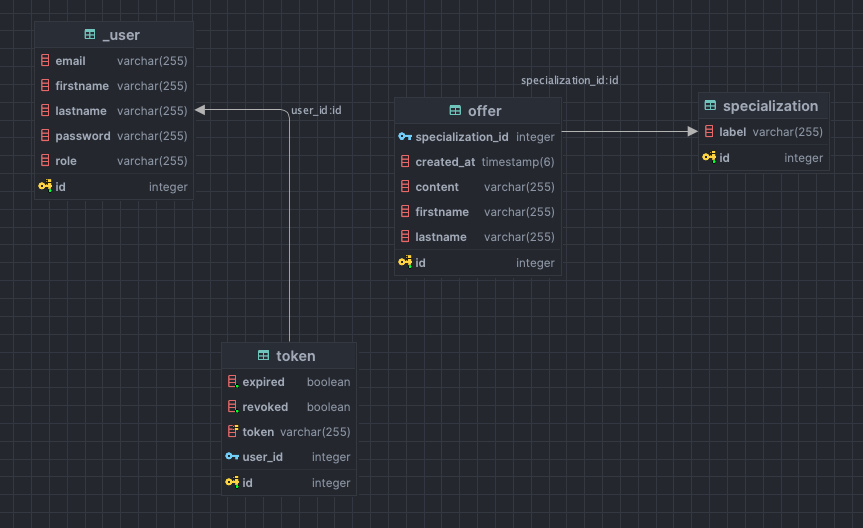 _user
email varchar(255)
firstname varchar(255)
lastname varchar(255)
password varchar(255)
role varchar(255)
id integer
user_id:id
specialization_id:id
offer
specialization_id integer
created_at timestamp(6)
content varchar(255)
firstname varchar(255)
lastname varchar(255)
id integer
specialization
label varchar(255)
id integer
token
expired boolean
revoked boolean
token varchar(255)
user_id integer
id integer